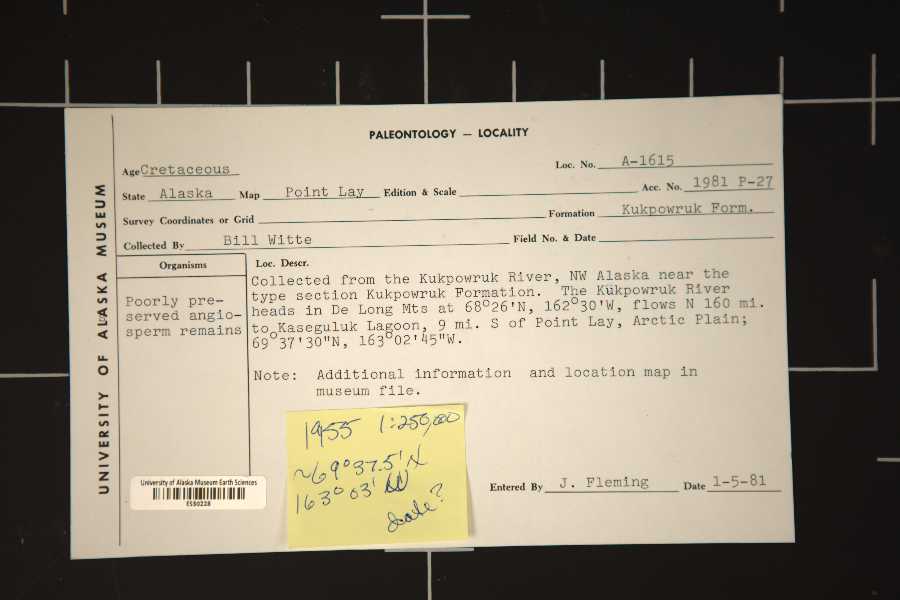 PALEONTOLOGY — LOCALITY
Age Cretaceous
Loc. No. A-1615
State Alaska Map Point Lay Edition & Scale
Acc. No. 1981 P-27
Survey Coordinates or Grid
Formation Kukpowruk Form.
Collected By Bill Witte Field No. & Date
Organisms
Poorly pre-
served angio-
sperm remains
Loc. Descr.
Collected from the Kukpowruk River, NW Alaska near the
type section Kukpowruk Formation. The Kukpowruk River
heads in De Long Mts at 68°26'N, 162°30'W, flows N 160 mi.
to Kaseguluk Lagoon, 9 mi. S of Point Lay, Arctic Plain;
69°37'30"N, 163°02'45"W.
Note: Additional information and location map in
museum file.
1955 1:250,000
~69°37.5'N
163°03'W
date?
Entered By J. Fleming Date 1-5-81
UNIVERSITY OF ALASKA MUSEUM
University of Alaska Museum Earth Sciences
ES80228